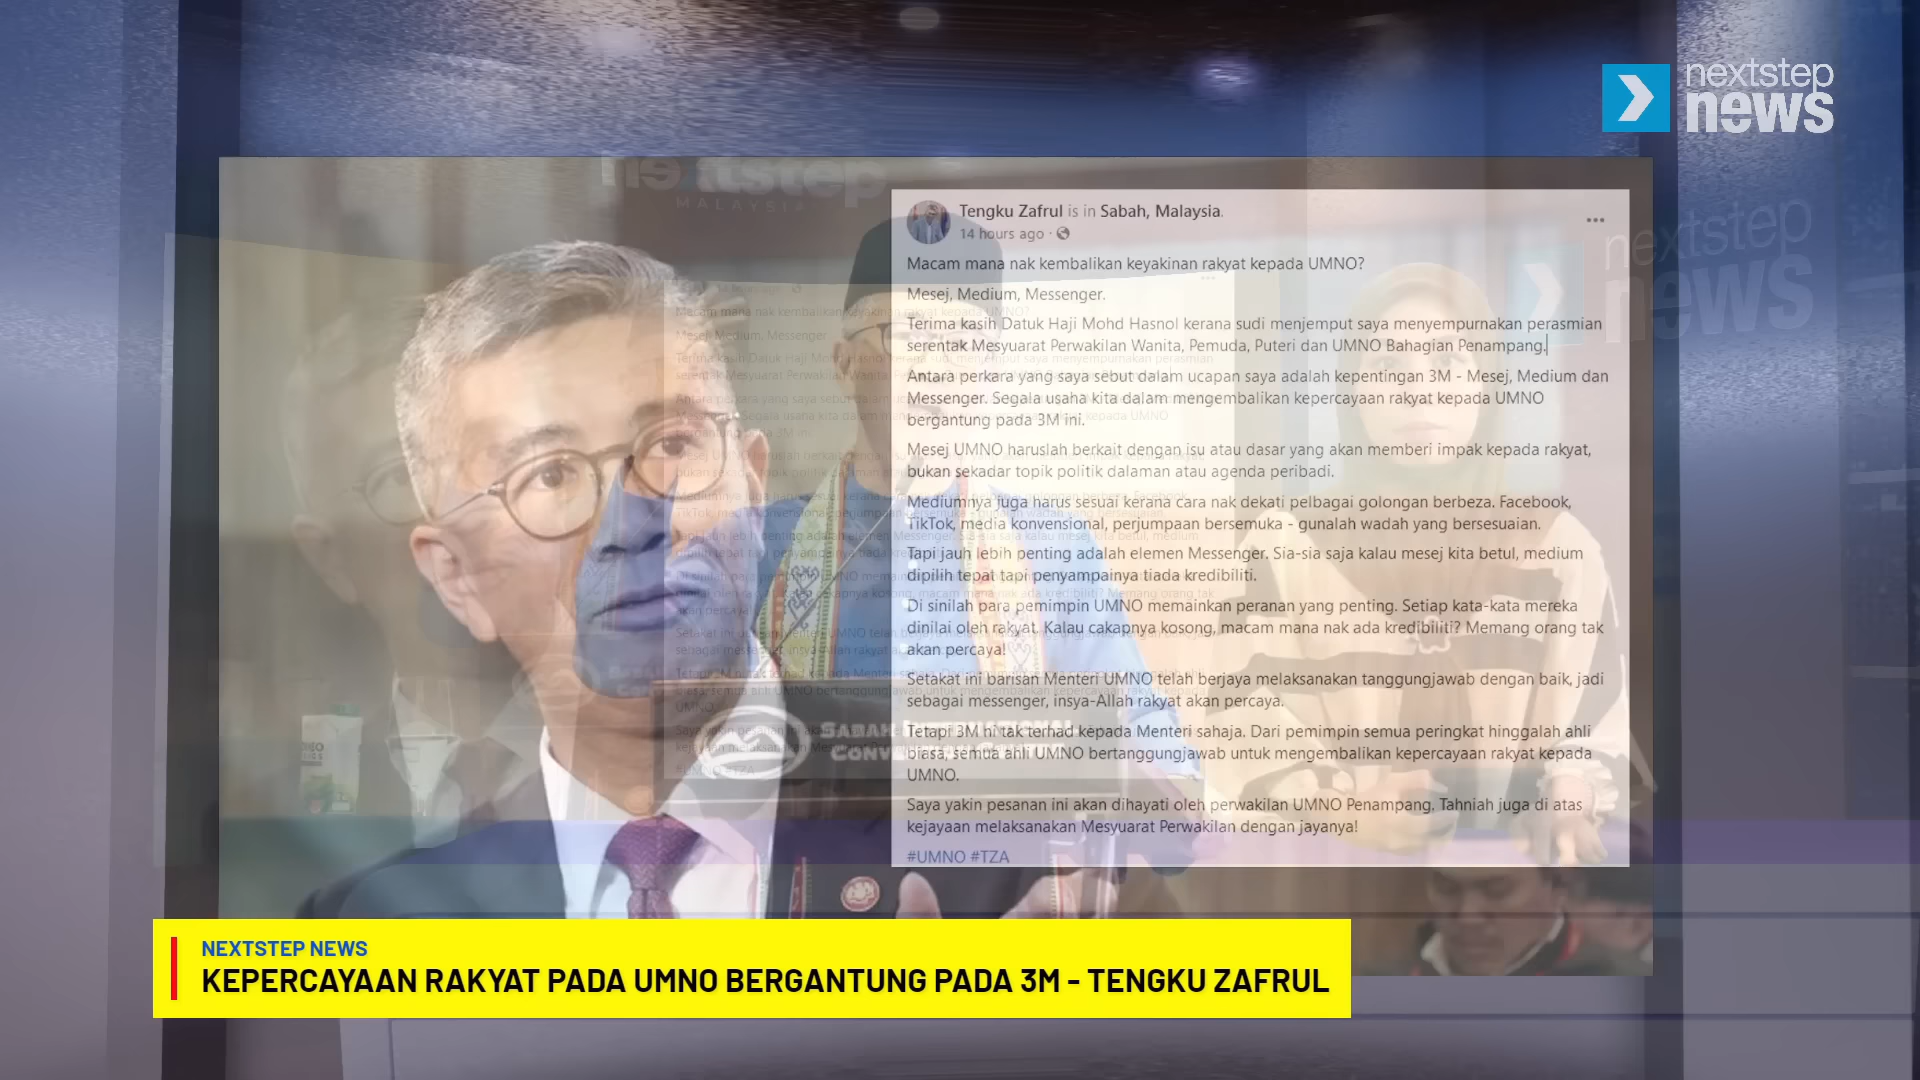 nextstep
news
nextstep
MALAYSIA
nextstep
news
Tengku Zafrul is in Sabah, Malaysia.
14 hours ago
Macam mana nak kembalikan keyakinan rakyat kepada UMNO?
Mesej, Medium, Messenger.
Terima kasih Datuk Haji Mohd Hasnol kerana sudi menjemput saya menyempurnakan perasmian
serentak Mesyuarat Perwakilan Wanita, Pemuda, Puteri dan UMNO Bahagian Penampang.
Antara perkara yang saya sebut dalam ucapan saya adalah kepentingan 3M - Mesej, Medium dan
Messenger. Segala usaha kita dalam mengembalikan kepercayaan rakyat kepada UMNO
bergantung pada 3M ini.
Mesej UMNO haruslah berkait dengan isu atau dasar yang akan memberi impak kepada rakyat,
bukan sekadar topik politik dalaman atau agenda peribadi.
Mediumnya juga harus sesuai kerana cara nak dekati pelbagai golongan berbeza. Facebook,
TikTok, media konvensional, perjumpaan bersemuka - gunalah wadah yang bersesuaian.
Tapi jauh lebih penting adalah elemen Messenger. Sia-sia saja kalau mesej kita betul, medium
dipilih tepat tapi penyampainya tiada kredibiliti.
Di sinilah para pemimpin UMNO memainkan peranan yang penting. Setiap kata-kata mereka
dinilai oleh rakyat. Kalau cakapnya kosong, macam mana nak ada kredibiliti? Memang orang tak
akan percaya!
Setakat ini barisan Menteri UMNO telah berjaya melaksanakan tanggungjawab dengan baik, jadi
sebagai messenger, insya-Allah rakyat akan percaya.
Tetapi 3M ni tak terhad kepada Menteri sahaja. Dari pemimpin semua peringkat hinggalah ahli
biasa, semua ahli UMNO bertanggungjawab untuk mengembalikan kepercayaan rakyat kepada
UMNO.
Saya yakin pesanan ini akan dihayati oleh perwakilan UMNO Penampang. Tahniah juga di atas
kejayaan melaksanakan Mesyuarat Perwakilan dengan jayanya!
#UMNO #TZA
SABAH INTERNATIONAL
CONVENTION
NEXTSTEP NEWS
KEPERCAYAAN RAKYAT PADA UMNO BERGANTUNG PADA 3M - TENGKU ZAFRUL